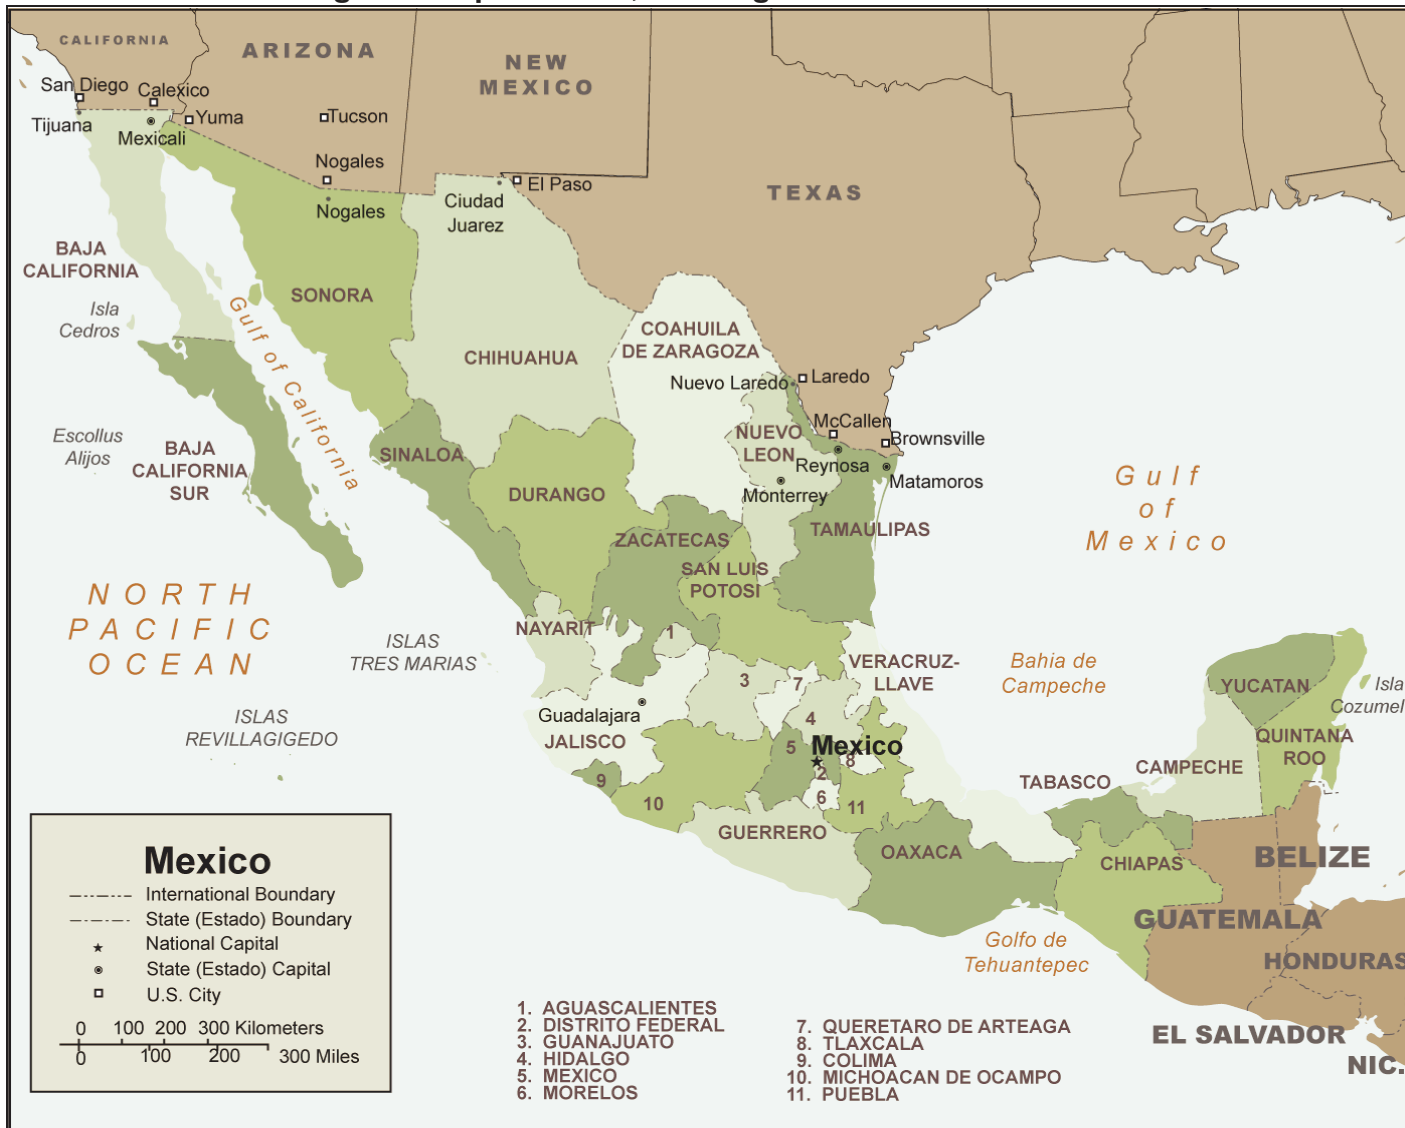 CALIFORNIA
ARIZONA
NEW
MEXICO
San Diego
Calexico
Tijuana
Mexicali
Yuma
Tucson
Nogales
Nogales
El Paso
Ciudad
Juarez
TEXAS
BAJA
CALIFORNIA
Isla
Cedros
Gulf of California
SONORA
CHIHUAHUA
COAHUILA
DE ZARAGOZA
Nuevo Laredo
Laredo
McCallen
Brownsville
NUEVO
LEON
Reynosa
Matamoros
Monterrey
TAMAULIPAS
Escollus
Alijos
BAJA
CALIFORNIA
SUR
SINALOA
DURANGO
ZACATECAS
SAN LUIS
POTOSI
Gulf
of
Mexico
NORTH
PACIFIC
OCEAN
ISLAS
TRES MARIAS
NAYARIT
1
3
7
4
VERACRUZ-
LLAVE
Bahia de
Campeche
YUCATAN
Isla
Cozumel
ISLAS
REVILLAGIGEDO
Guadalajara
JALISCO
5
Mexico
8
2
6
9
10
11
QUINTANA
ROO
CAMPECHE
TABASCO
GUERRERO
OAXACA
CHIAPAS
BELIZE
GUATEMALA
HONDURAS
EL SALVADOR
NIC.
Golfo de
Tehuantepec
Mexico
International Boundary
State (Estado) Boundary
National Capital
State (Estado) Capital
U.S. City
0 100 200 300 Kilometers
0 100 200 300 Miles
1. AGUASCALIENTES
2. DISTRITO FEDERAL
3. GUANAJUATO
4. HIDALGO
5. MEXICO
6. MORELOS
7. QUERETARO DE ARTEAGA
8. TLAXCALA
9. COLIMA
10. MICHOACAN DE OCAMPO
11. PUEBLA